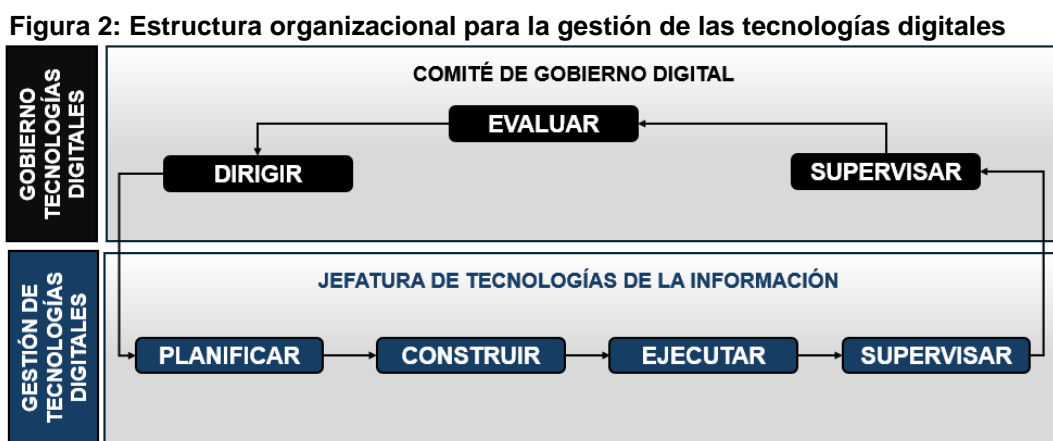 Figura 2: Estructura organizacional para la gestión de las tecnologías digitales
GOBIERNO
TECNOLOGÍAS
DIGITALES
COMITÉ DE GOBIERNO DIGITAL
EVALUAR
DIRIGIR
SUPERVISAR
GESTIÓN DE
TECNOLOGÍAS
DIGITALES
JEFATURA DE TECNOLOGÍAS DE LA INFORMACIÓN
PLANIFICAR
CONSTRUIR
EJECUTAR
SUPERVISAR